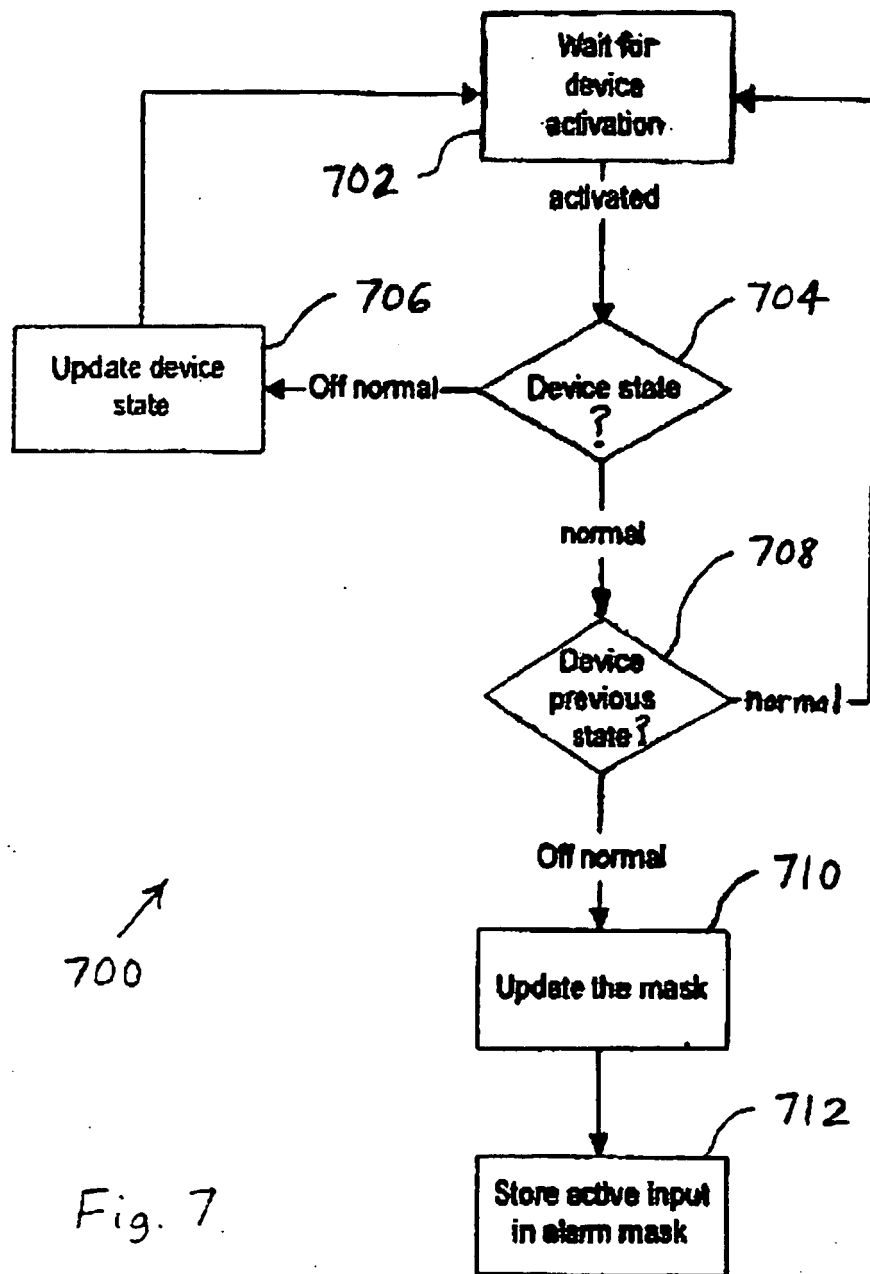 Wait for
device
activation
702
activated
706
704
Update device
state
Off normal
Device state
?
normal
708
Device
previous
state?
normal
Off normal
710
700
Update the mask
712
Store active input
in alarm mask
Fig. 7